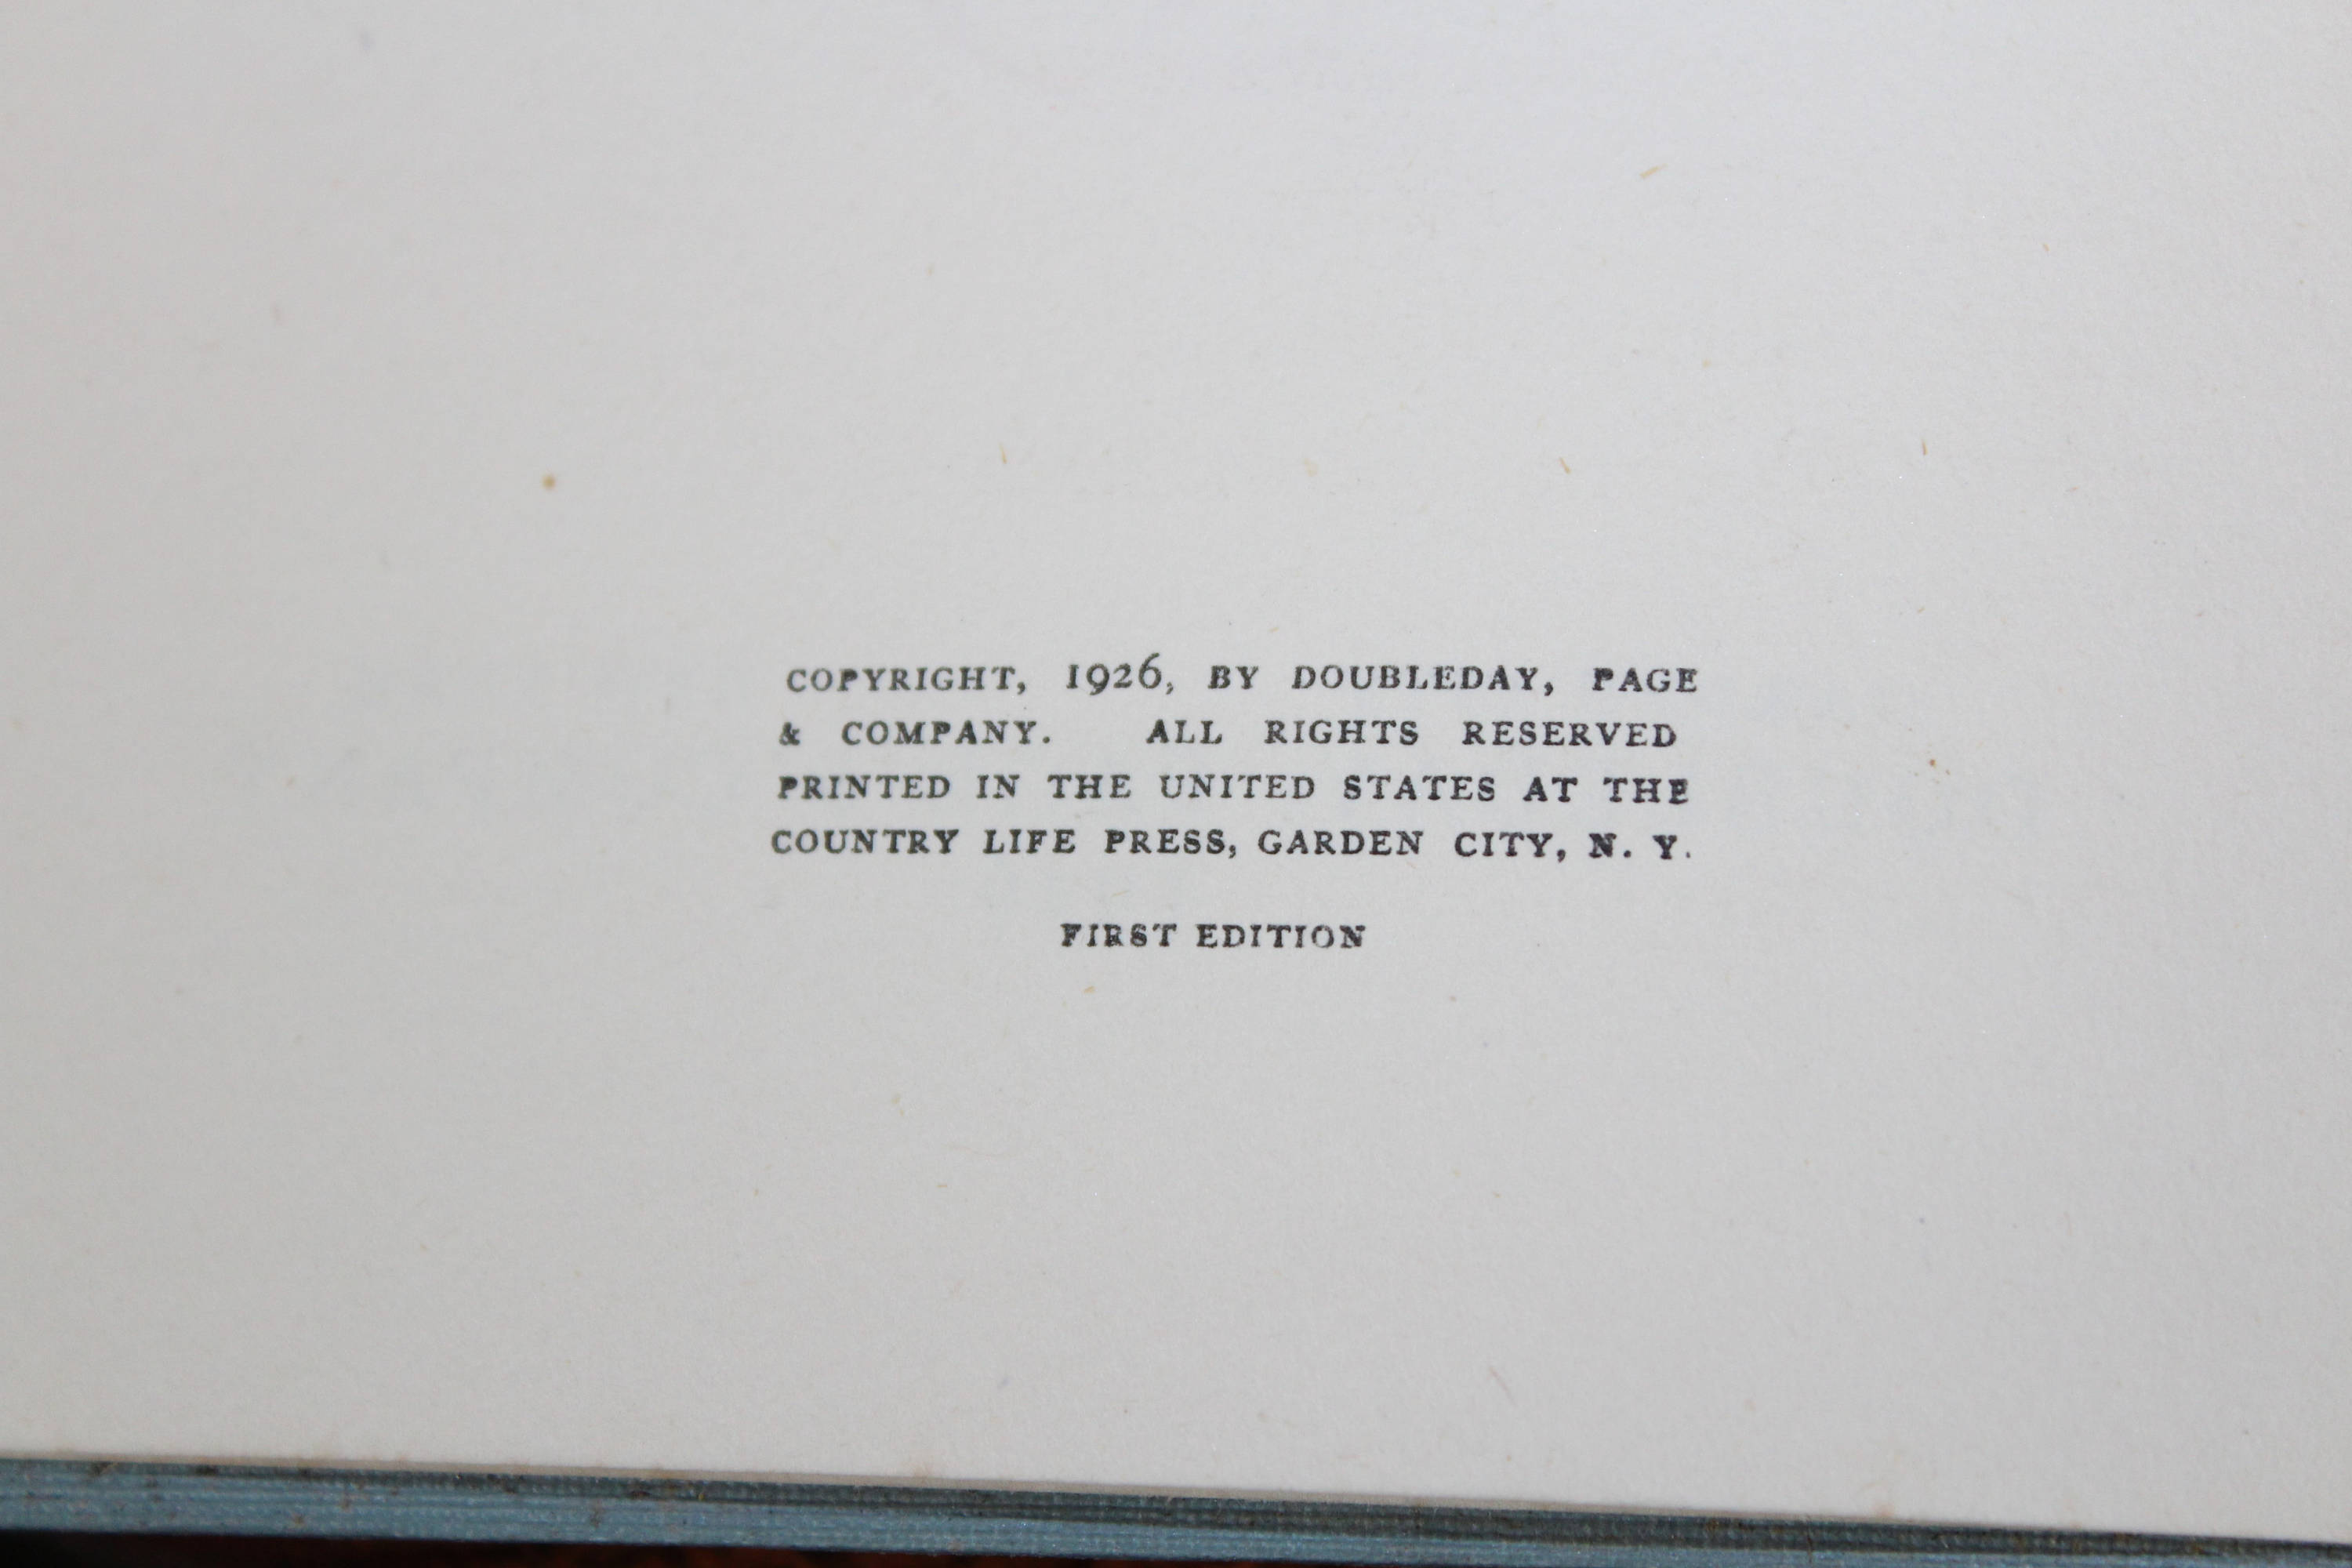 COPYRIGHT, 1926, BY DOUBLEDAY, PAGE
& COMPANY. ALL RIGHTS RESERVED
PRINTED IN THE UNITED STATES AT THE
COUNTRY LIFE PRESS, GARDEN CITY, N. Y.
FIRST EDITION